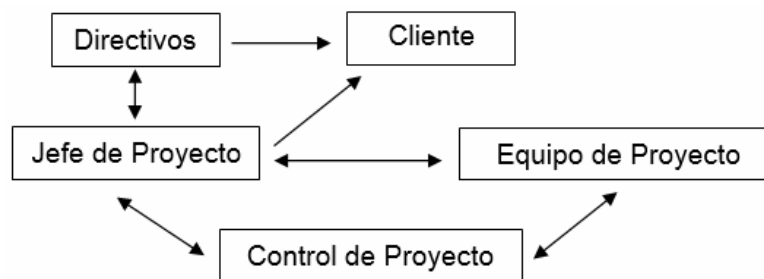 Directivos
Cliente
Jefe de Proyecto
Equipo de Proyecto
Control de Proyecto